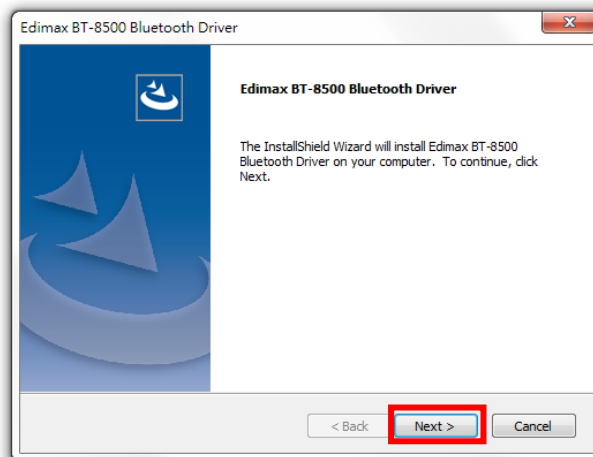 Edimax BT-8500 Bluetooth Driver
Edimax BT-8500 Bluetooth Driver
The InstallShield Wizard will install Edimax BT-8500
Bluetooth Driver on your computer.  To continue, click
Next.
< Back
Next >
Cancel